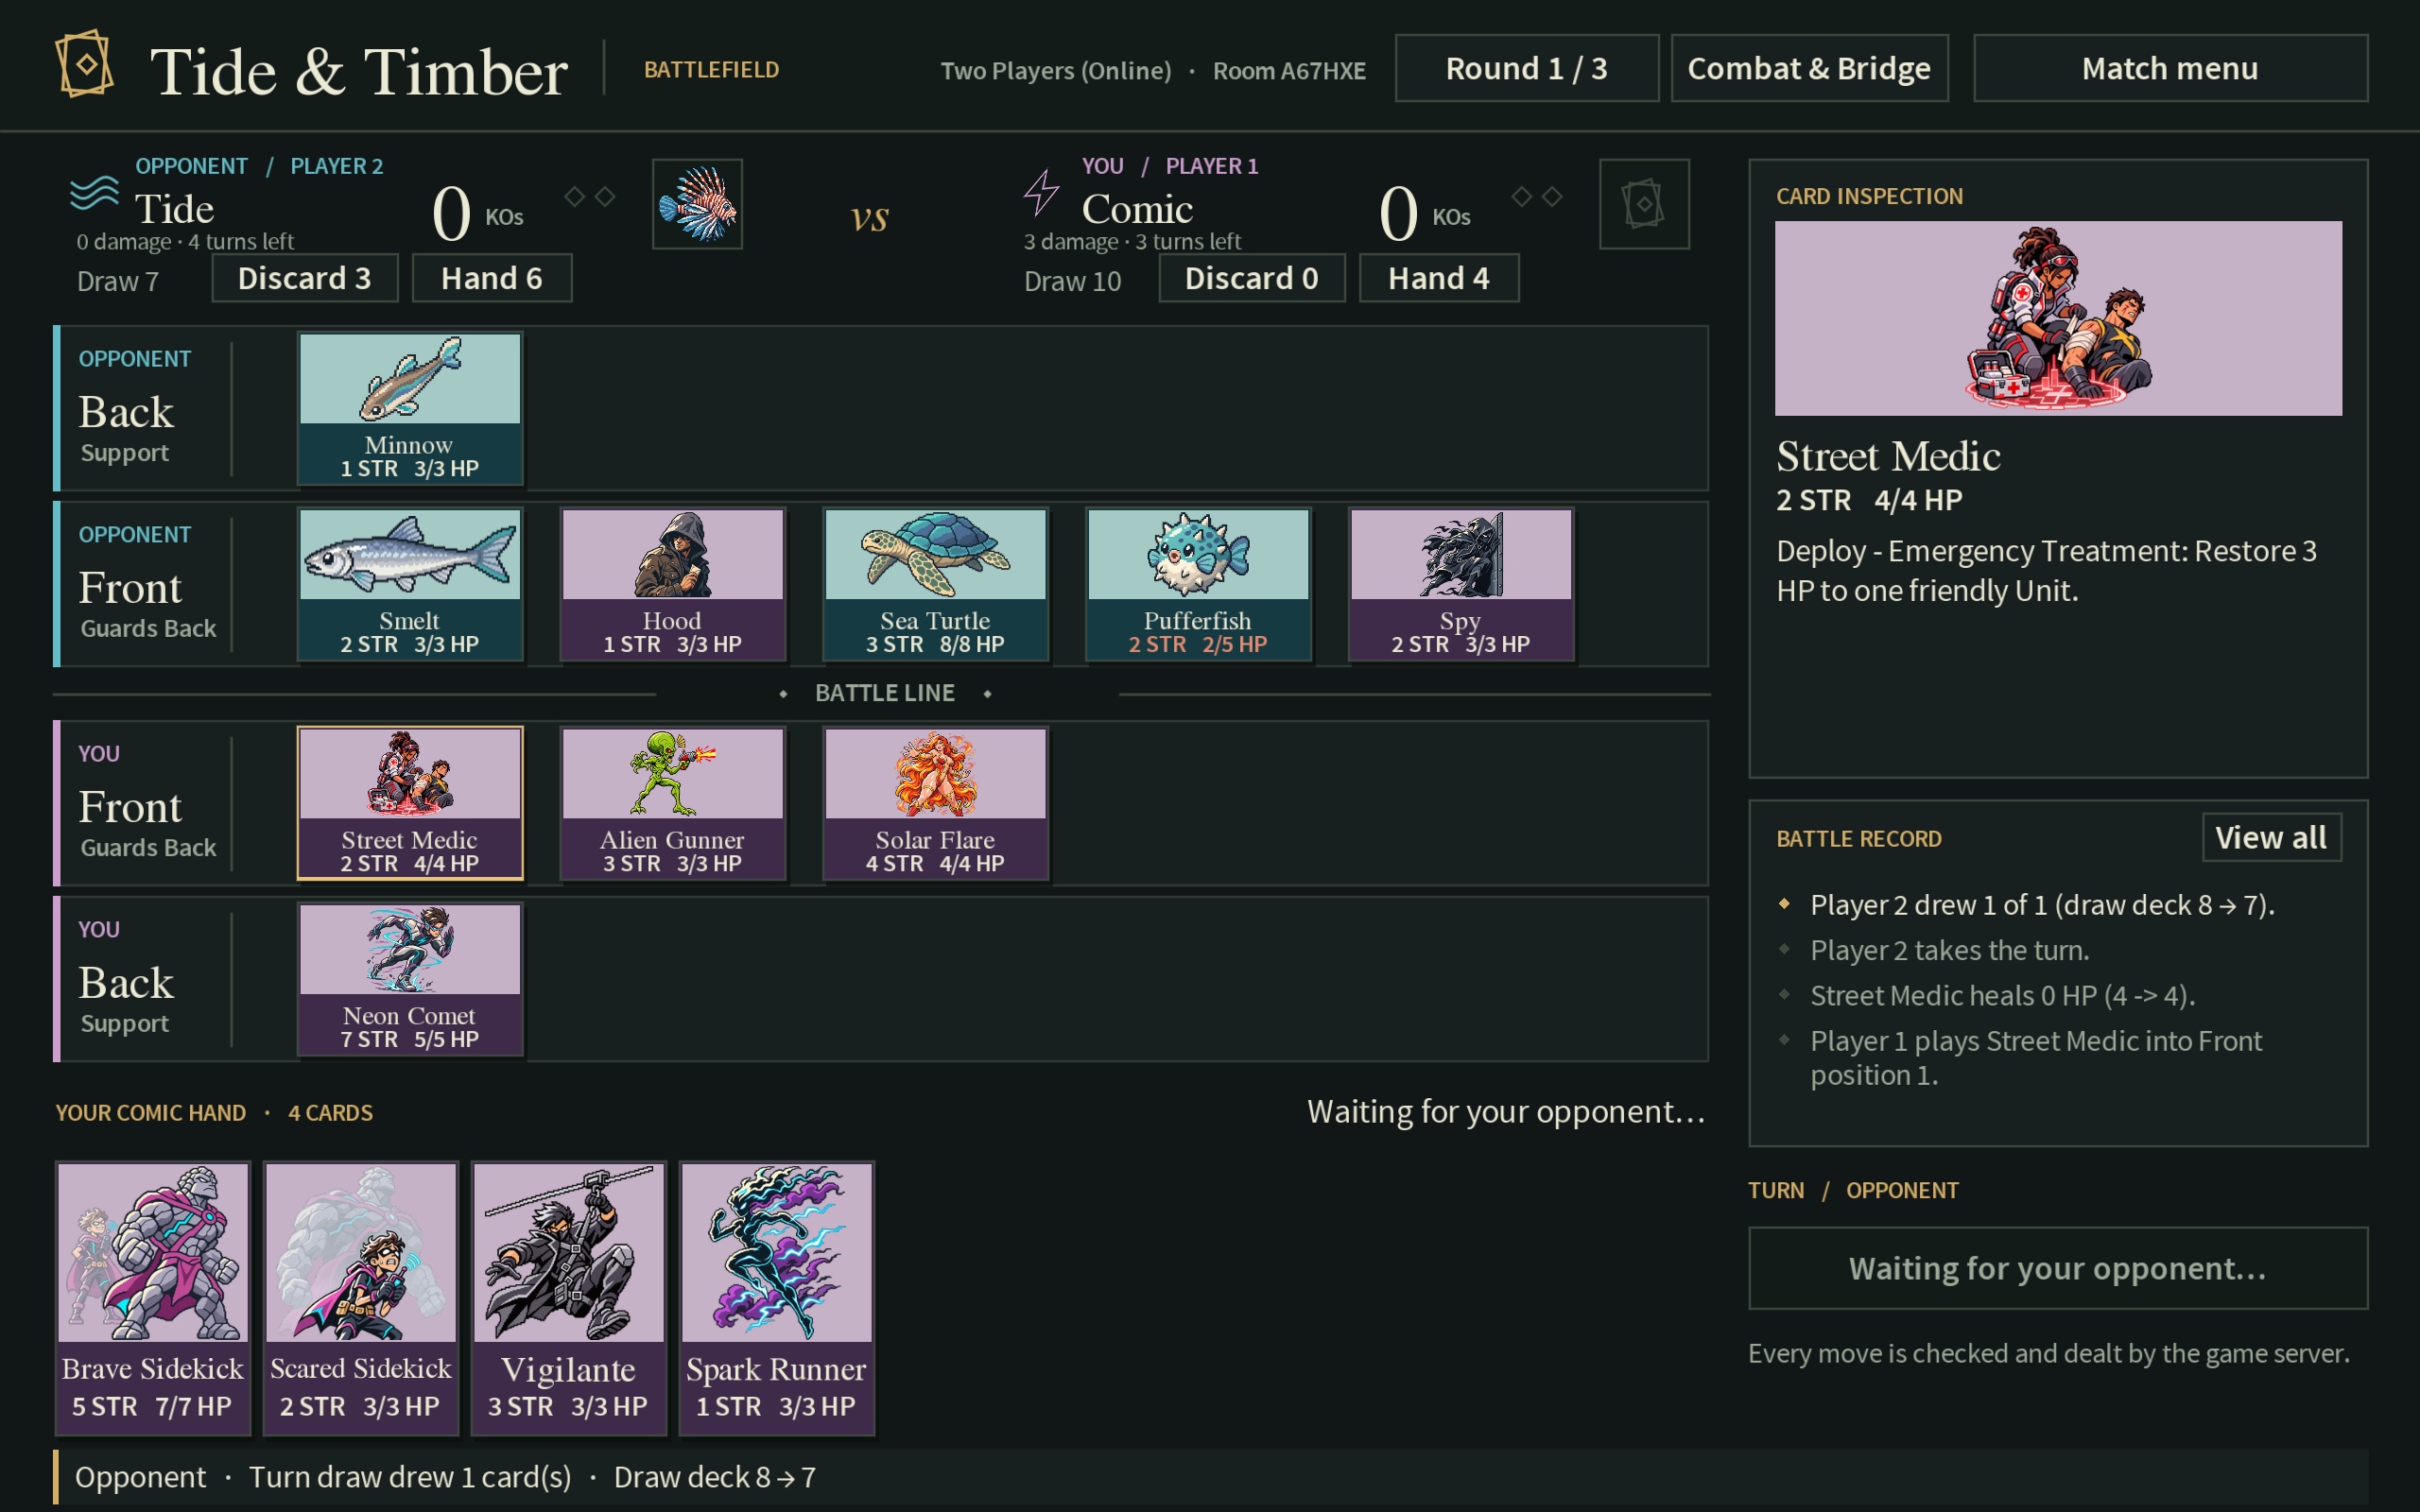 Tide & Timber
BATTLEFIELD
Two Players (Online) · Room A67HXE
Round 1 / 3
Combat & Bridge
Match menu
OPPONENT / PLAYER 2
Tide
0 KOs
0 damage · 4 turns left
Draw 7
Discard 3
Hand 6
vs
YOU / PLAYER 1
Comic
0 KOs
3 damage · 3 turns left
Draw 10
Discard 0
Hand 4
OPPONENT
Back
Support
Minnow
1 STR 3/3 HP
OPPONENT
Front
Guards Back
Smelt
2 STR 3/3 HP
Hood
1 STR 3/3 HP
Sea Turtle
3 STR 8/8 HP
Pufferfish
2 STR 2/5 HP
Spy
2 STR 3/3 HP
BATTLE LINE
YOU
Front
Guards Back
Street Medic
2 STR 4/4 HP
Alien Gunner
3 STR 3/3 HP
Solar Flare
4 STR 4/4 HP
YOU
Back
Support
Neon Comet
7 STR 5/5 HP
YOUR COMIC HAND · 4 CARDS
Waiting for your opponent…
Brave Sidekick
5 STR 7/7 HP
Scared Sidekick
2 STR 3/3 HP
Vigilante
3 STR 3/3 HP
Spark Runner
1 STR 3/3 HP
Opponent · Turn draw drew 1 card(s) · Draw deck 8 → 7
CARD INSPECTION
Street Medic
2 STR 4/4 HP
Deploy - Emergency Treatment: Restore 3
HP to one friendly Unit.
BATTLE RECORD
View all
Player 2 drew 1 of 1 (draw deck 8 → 7).
Player 2 takes the turn.
Street Medic heals 0 HP (4 -> 4).
Player 1 plays Street Medic into Front
position 1.
TURN / OPPONENT
Waiting for your opponent…
Every move is checked and dealt by the game server.